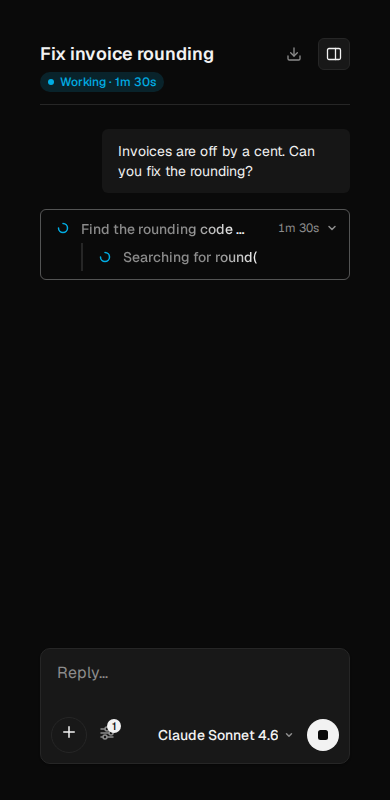 Fix invoice rounding
Working · 1m 30s
Invoices are off by a cent. Can
you fix the rounding?
Find the rounding code ... 1m 30s
Searching for round(
Reply...
1
Claude Sonnet 4.6